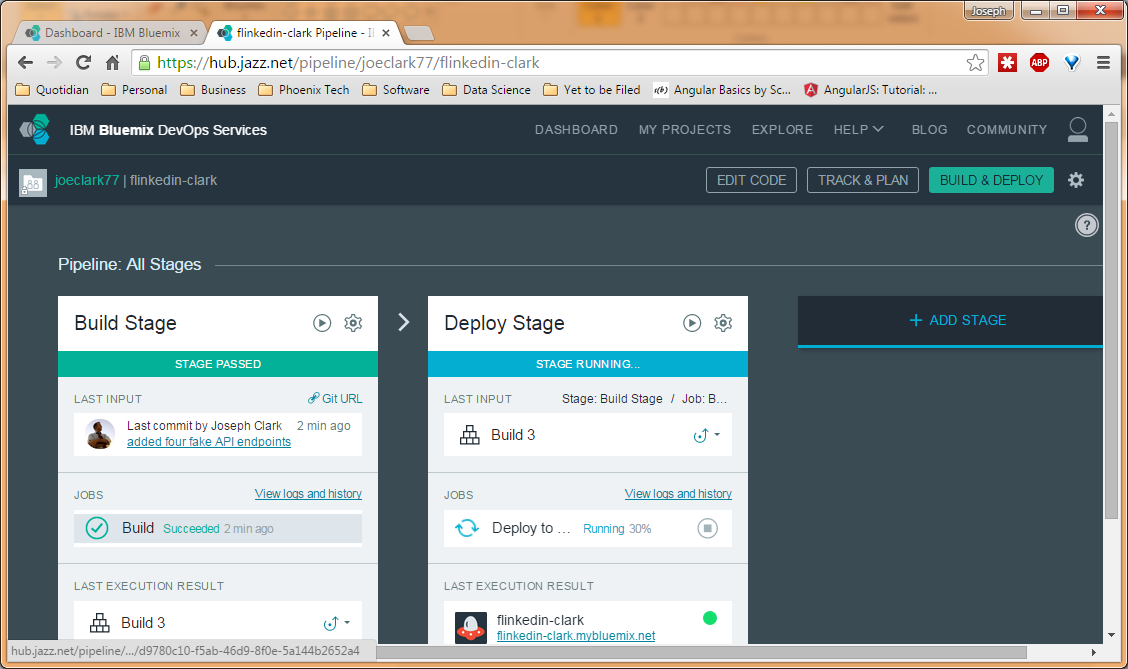 Joseph
Dashboard - IBM Bluemix
flinkedin-clark Pipeline - I
https://hub.jazz.net/pipeline/joeclark77/flinkedin-clark
ABP
Quotidian Personal Business Phoenix Tech Software Data Science Yet to be Filed Angular Basics by Sc... AngularJS: Tutorial: ...
IBM Bluemix DevOps Services
DASHBOARD MY PROJECTS EXPLORE HELP BLOG COMMUNITY
joeclark77 | flinkedin-clark
EDIT CODE TRACK & PLAN BUILD & DEPLOY
?
Pipeline: All Stages
Build Stage
STAGE PASSED
LAST INPUT Git URL
Last commit by Joseph Clark 2 min ago
added four fake API endpoints
JOBS View logs and history
Build Succeeded 2 min ago
LAST EXECUTION RESULT
Build 3
Deploy Stage
STAGE RUNNING...
LAST INPUT Stage: Build Stage / Job: B...
Build 3
JOBS View logs and history
Deploy to ... Running 30%
LAST EXECUTION RESULT
flinkedin-clark
flinkedin-clark.mybluemix.net
+ ADD STAGE
hub.jazz.net/pipeline/.../d9780c10-f5ab-46d9-8f0e-5a144b2652a4